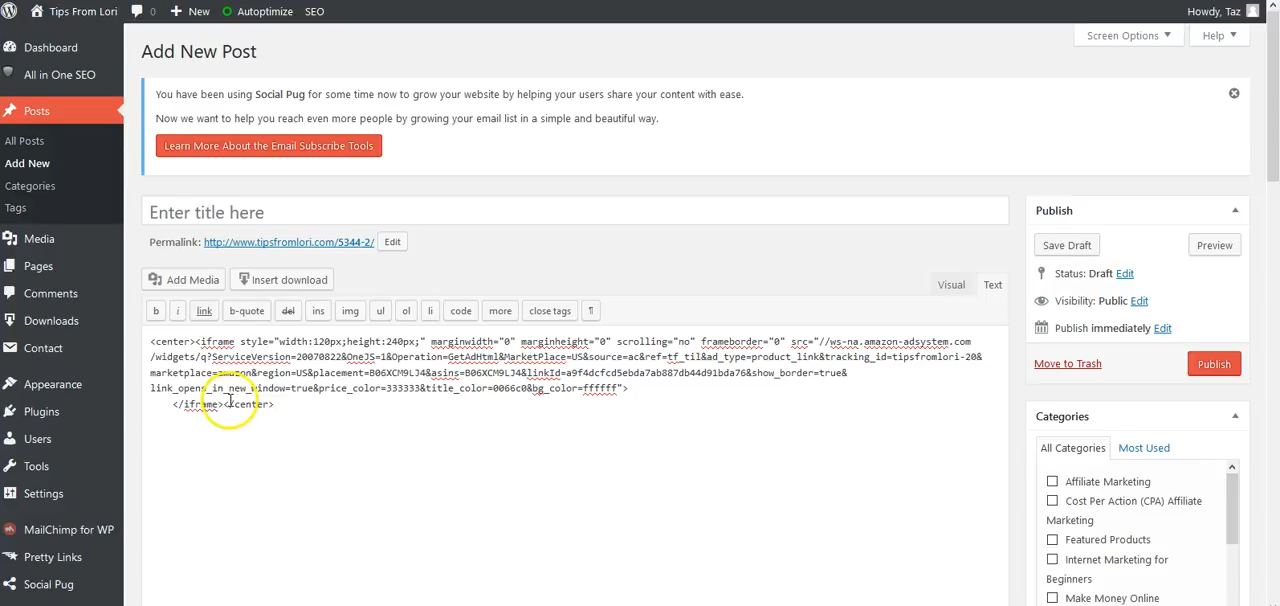 Tips From Lori 0 New Autoptimize SEO Howdy, Taz
Dashboard
All in One SEO
Posts
All Posts
Add New
Categories
Tags
Media
Pages
Comments
Downloads
Contact
Appearance
Plugins
Users
Tools
Settings
MailChimp for WP
Pretty Links
Social Pug
Screen Options Help
Add New Post
You have been using Social Pug for some time now to grow your website by helping your users share your content with ease.
Now we want to help you reach even more people by growing your email list in a simple and beautiful way.
Learn More About the Email Subscribe Tools
Enter title here
Permalink: http://www.tipsfromlori.com/5344-2/ Edit
Add Media Insert download
Visual Text
b i link b-quote del ins img ul ol li code more close tags ¶
<center><iframe style="width:120px;height:240px;" marginwidth="0" marginheight="0" scrolling="no" frameborder="0" src="//ws-na.amazon-adsystem.com
/widgets/q?ServiceVersion=20070822&OneJS=1&Operation=GetAdHtml&MarketPlace=US&source=ac&ref=tf_til&ad_type=product_link&tracking_id=tipsfromlori-20&
marketplace=amazon&region=US&placement=B06XCM9LJ4&asins=B06XCM9LJ4&linkId=a9f4dcfcd5ebda7ab887db44d91bda76&show_border=true&
link_opens_in_new_window=true&price_color=333333&title_color=0066c0&bg_color=ffffff">
</iframe></center>
Publish
Save Draft Preview
Status: Draft Edit
Visibility: Public Edit
Publish immediately Edit
Move to Trash Publish
Categories
All Categories Most Used
Affiliate Marketing
Cost Per Action (CPA) Affiliate
Marketing
Featured Products
Internet Marketing for
Beginners
Make Money Online